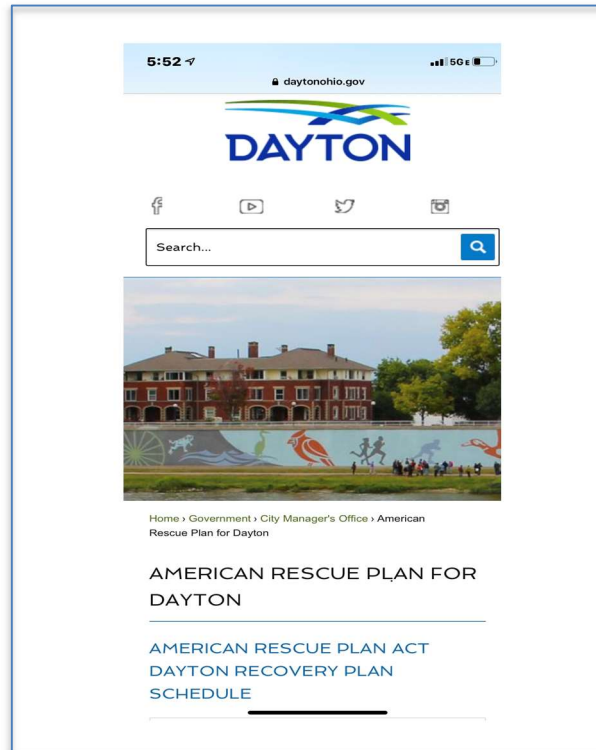 5:52
5G E
daytonohio.gov
DAYTON
Search...
Home › Government › City Manager's Office › American
Rescue Plan for Dayton
AMERICAN RESCUE PLAN FOR
DAYTON
AMERICAN RESCUE PLAN ACT
DAYTON RECOVERY PLAN
SCHEDULE